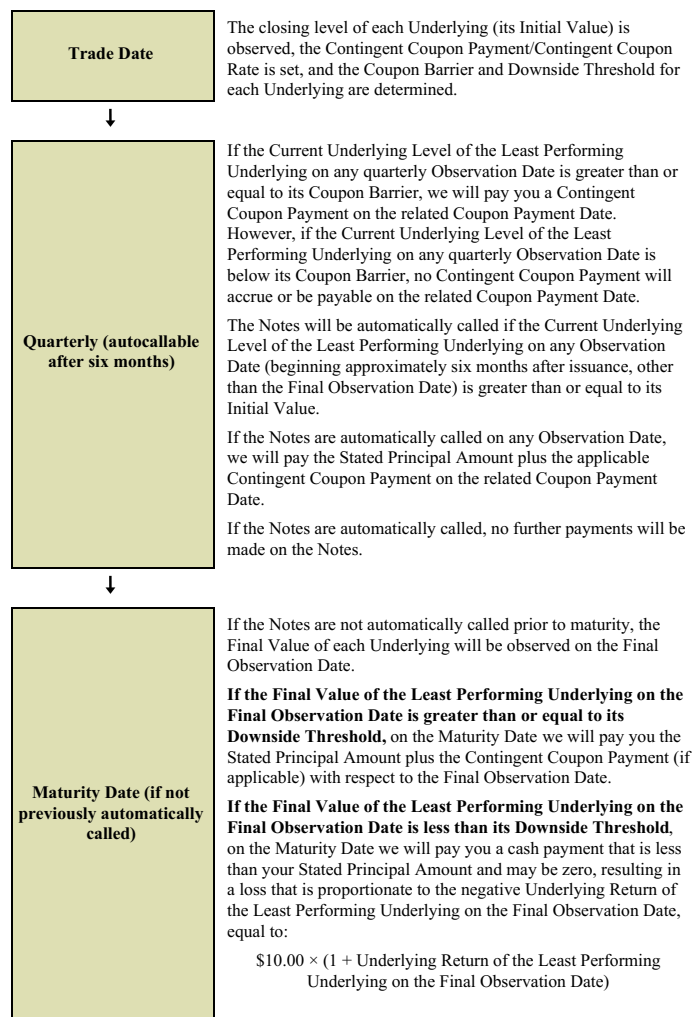 Trade Date
The closing level of each Underlying (its Initial Value) is
observed, the Contingent Coupon Payment/Contingent Coupon
Rate is set, and the Coupon Barrier and Downside Threshold for
each Underlying are determined.
Quarterly (autocallable
after six months)
If the Current Underlying Level of the Least Performing
Underlying on any quarterly Observation Date is greater than or
equal to its Coupon Barrier, we will pay you a Contingent
Coupon Payment on the related Coupon Payment Date.
However, if the Current Underlying Level of the Least
Performing Underlying on any quarterly Observation Date is
below its Coupon Barrier, no Contingent Coupon Payment will
accrue or be payable on the related Coupon Payment Date.
The Notes will be automatically called if the Current Underlying
Level of the Least Performing Underlying on any Observation
Date (beginning approximately six months after issuance, other
than the Final Observation Date) is greater than or equal to its
Initial Value.
If the Notes are automatically called on any Observation Date,
we will pay the Stated Principal Amount plus the applicable
Contingent Coupon Payment on the related Coupon Payment
Date.
If the Notes are automatically called, no further payments will be
made on the Notes.
Maturity Date (if not
previously automatically
called)
If the Notes are not automatically called prior to maturity, the
Final Value of each Underlying will be observed on the Final
Observation Date.
If the Final Value of the Least Performing Underlying on the
Final Observation Date is greater than or equal to its
Downside Threshold, on the Maturity Date we will pay you the
Stated Principal Amount plus the Contingent Coupon Payment (if
applicable) with respect to the Final Observation Date.
If the Final Value of the Least Performing Underlying on the
Final Observation Date is less than its Downside Threshold,
on the Maturity Date we will pay you a cash payment that is less
than your Stated Principal Amount and may be zero, resulting in
a loss that is proportionate to the negative Underlying Return of
the Least Performing Underlying on the Final Observation Date,
equal to:
$10.00 × (1 + Underlying Return of the Least Performing
Underlying on the Final Observation Date)